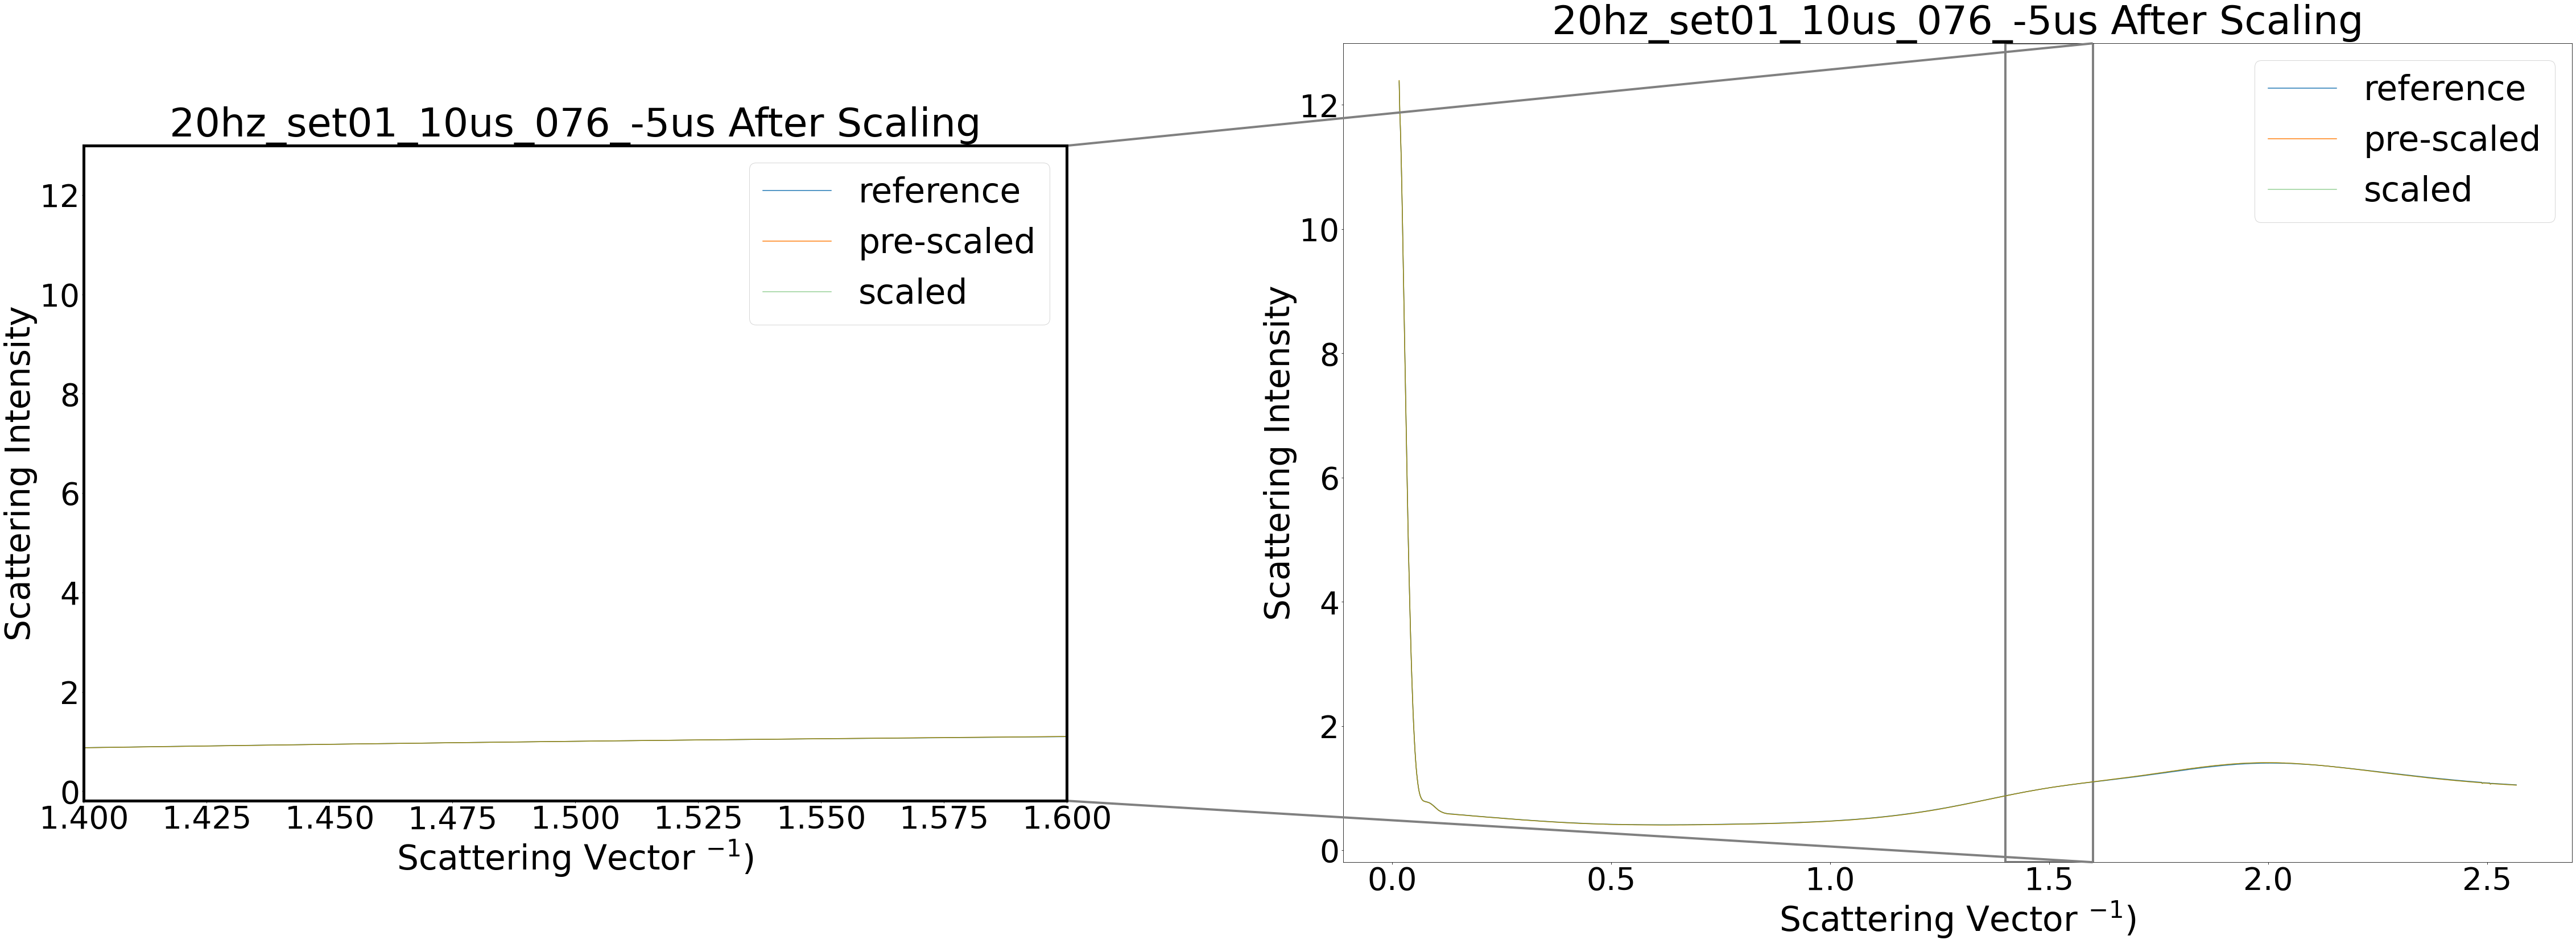 20hz_set01_10us_076_-5us After Scaling
Scattering Intensity
12
10
8
6
4
2
0
reference
pre-scaled
scaled
1.400 1.425 1.450 1.475 1.500 1.525 1.550 1.575 1.600
Scattering Vector ⁻¹)
20hz_set01_10us_076_-5us After Scaling
Scattering Intensity
12
10
8
6
4
2
0
reference
pre-scaled
scaled
0.0 0.5 1.0 1.5 2.0 2.5
Scattering Vector ⁻¹)